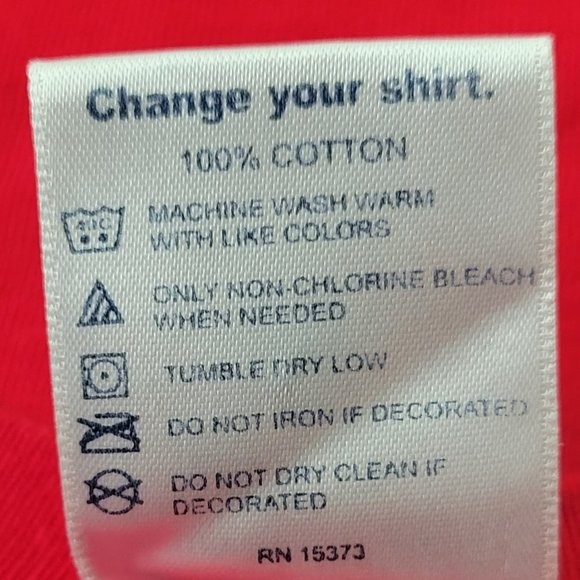 Change your shirt.
100% COTTON
40C
MACHINE WASH WARM
WITH LIKE COLORS
ONLY NON-CHLORINE BLEACH
WHEN NEEDED
TUMBLE DRY LOW
DO NOT IRON IF DECORATED
DO NOT DRY CLEAN IF
DECORATED
RN 15373